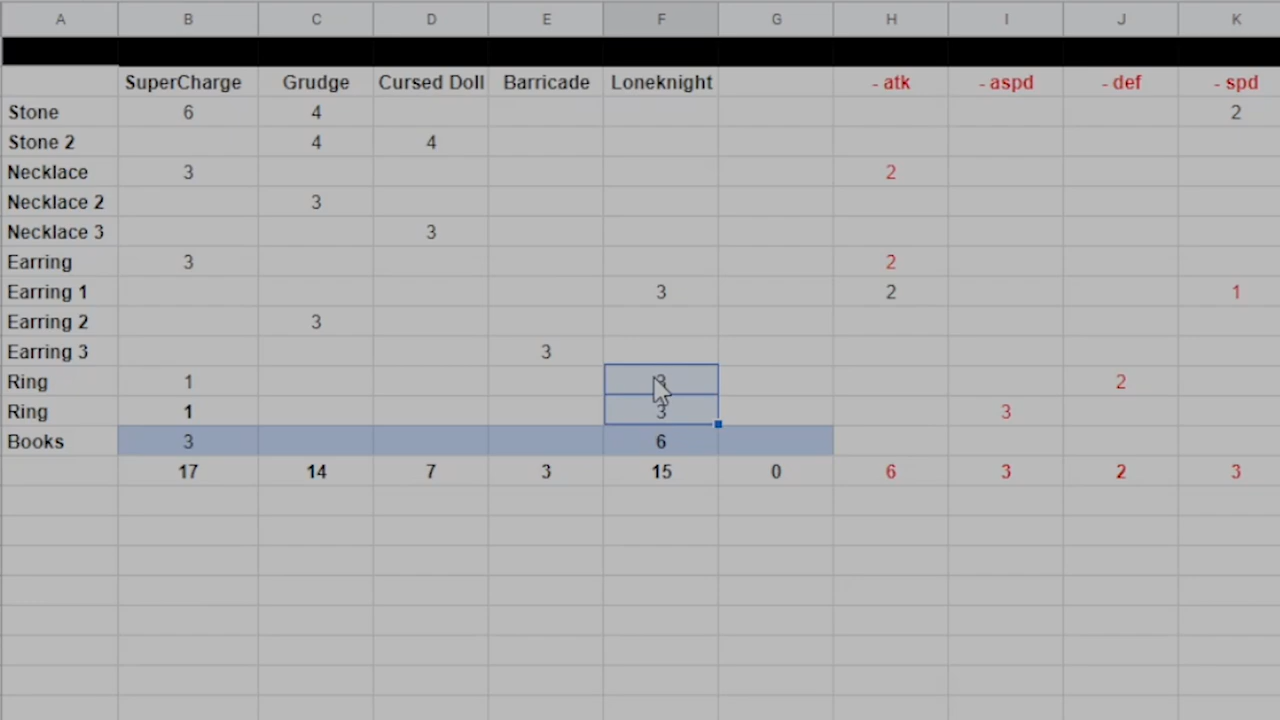 A B C D E F G H I J K
SuperCharge Grudge Cursed Doll Barricade Loneknight - atk - aspd - def - spd
Stone 6 4 2
Stone 2 4 4
Necklace 3 2
Necklace 2 3
Necklace 3 3
Earring 3 2
Earring 1 3 2 1
Earring 2 3
Earring 3 3
Ring 1 3 2
Ring 1 3 3
Books 3 6
17 14 7 3 15 0 6 3 2 3